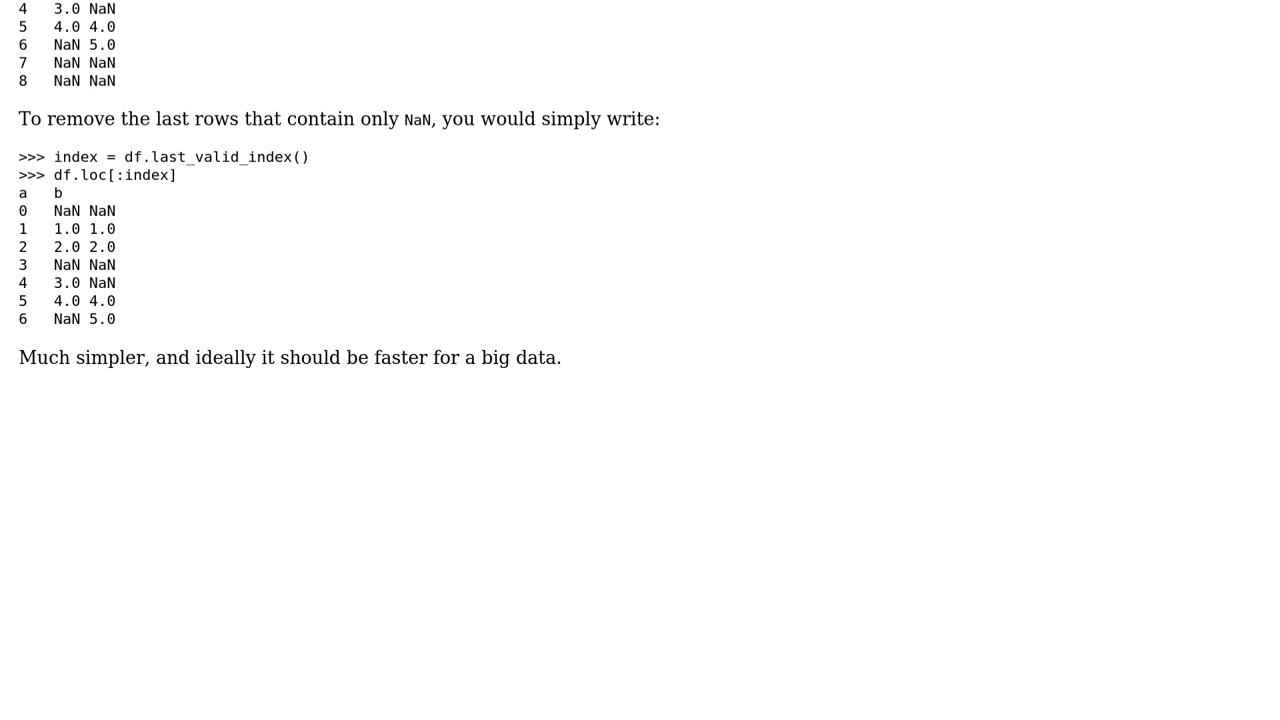 4   3.0 NaN
5   4.0 4.0
6   NaN 5.0
7   NaN NaN
8   NaN NaN
To remove the last rows that contain only NaN, you would simply write:
>>> index = df.last_valid_index()
>>> df.loc[:index]
a   b
0   NaN NaN
1   1.0 1.0
2   2.0 2.0
3   NaN NaN
4   3.0 NaN
5   4.0 4.0
6   NaN 5.0
Much simpler, and ideally it should be faster for a big data.